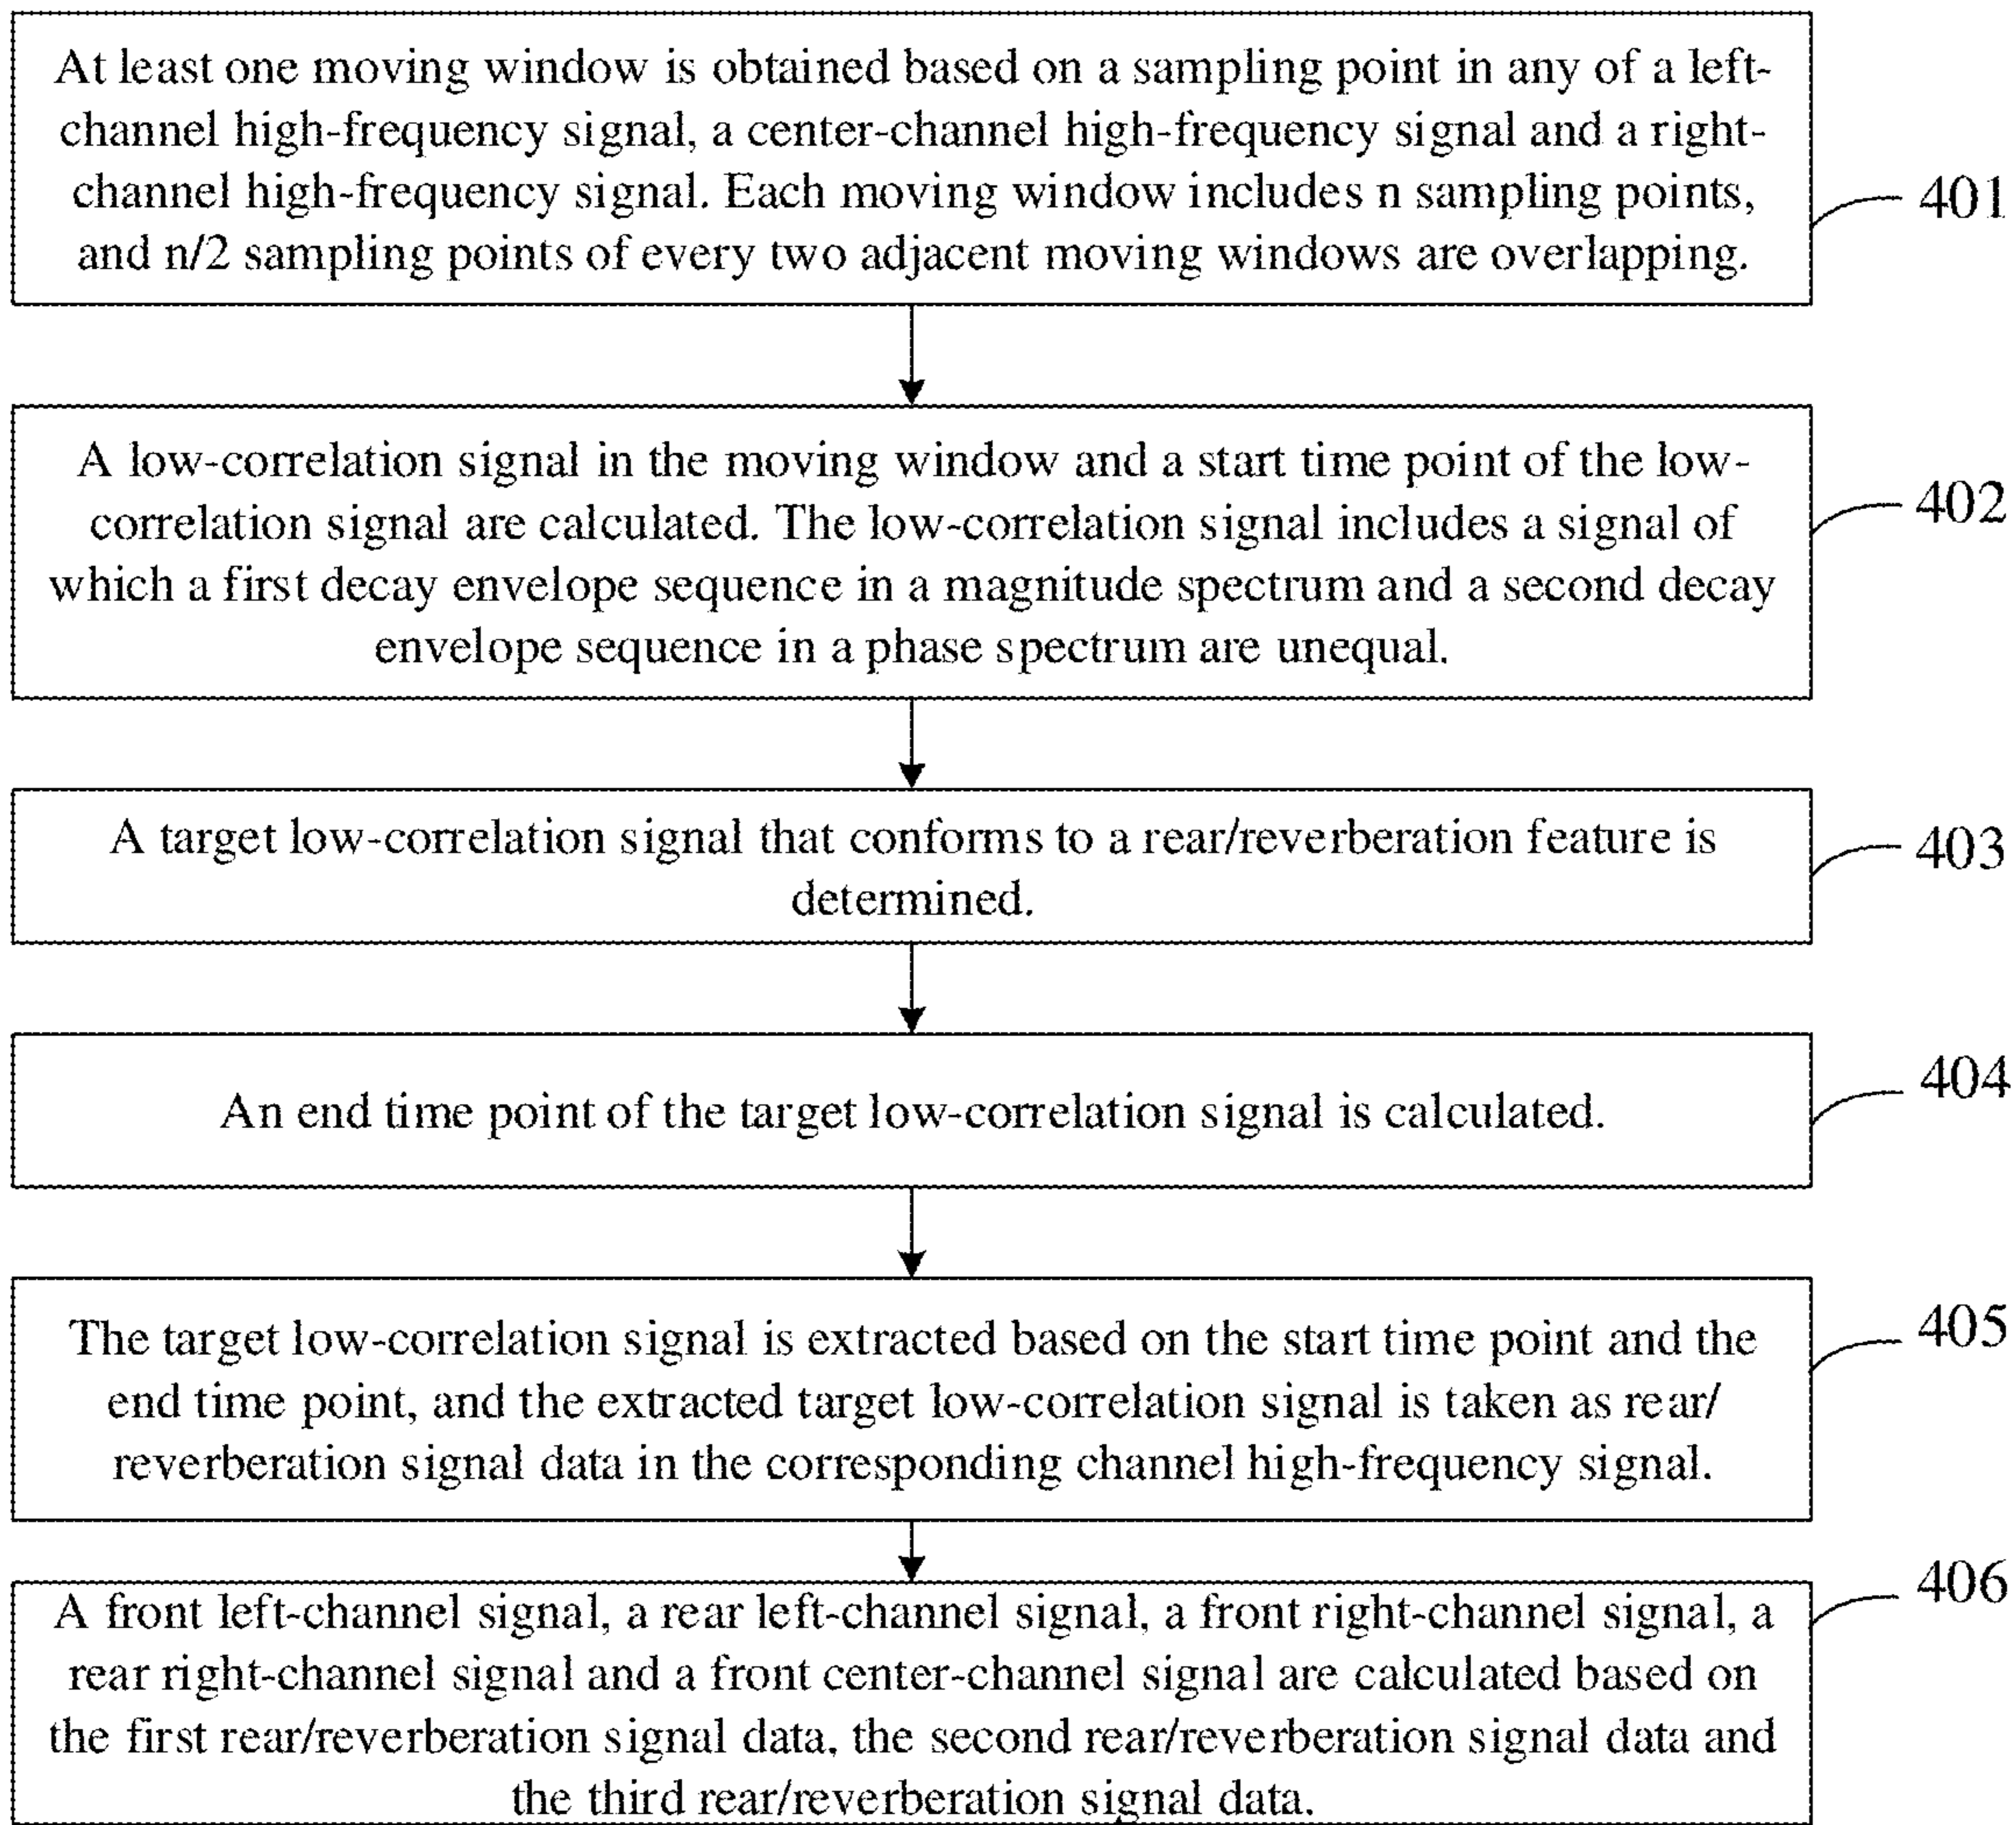 At least one moving window is obtained based on a sampling point in any of a left-
channel high-frequency signal, a center-channel high-frequency signal and a right-
channel high-frequency signal. Each moving window includes n sampling points,
and n/2 sampling points of every two adjacent moving windows are overlapping.
401
A low-correlation signal in the moving window and a start time point of the low-
correlation signal are calculated. The low-correlation signal includes a signal of
which a first decay envelope sequence in a magnitude spectrum and a second decay
envelope sequence in a phase spectrum are unequal.
402
A target low-correlation signal that conforms to a rear/reverberation feature is
determined.
403
An end time point of the target low-correlation signal is calculated.
404
The target low-correlation signal is extracted based on the start time point and the
end time point, and the extracted target low-correlation signal is taken as rear/
reverberation signal data in the corresponding channel high-frequency signal.
405
A front left-channel signal, a rear left-channel signal, a front right-channel signal, a
rear right-channel signal and a front center-channel signal are calculated based on
the first rear/reverberation signal data, the second rear/reverberation signal data and
the third rear/reverberation signal data.
406